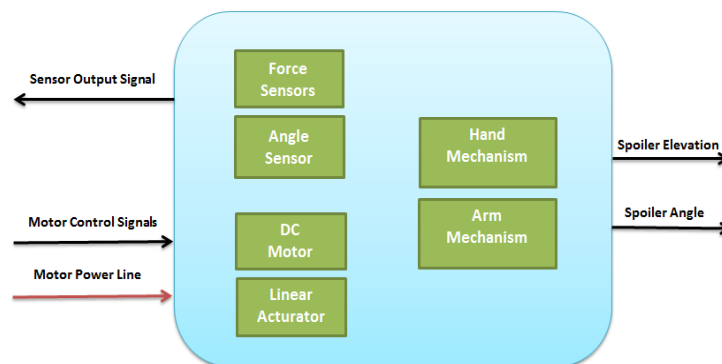 Sensor Output Signal
Force
Sensors
Angle
Sensor
Hand
Mechanism
Spoiler Elevation
Motor Control Signals
DC
Motor
Arm
Mechanism
Spoiler Angle
Motor Power Line
Linear
Acturator